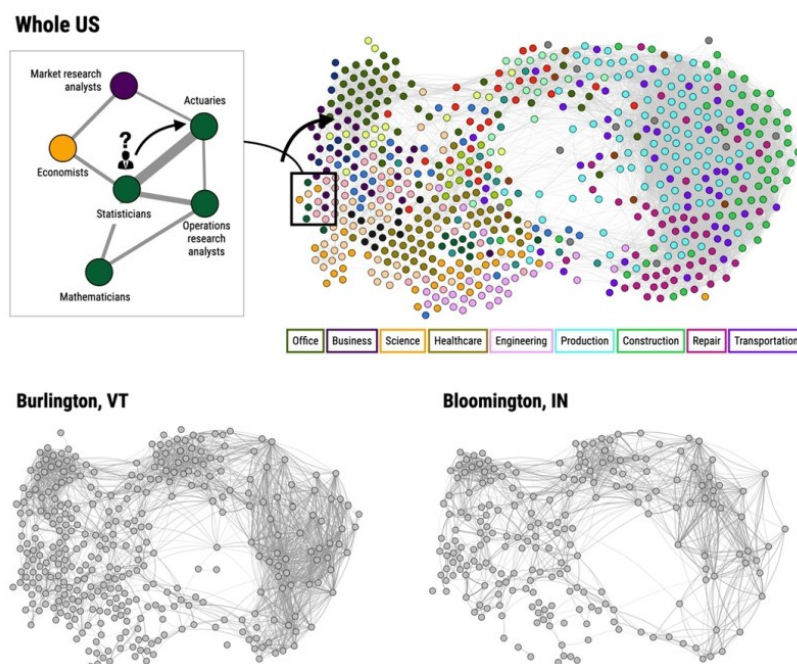 Whole US
Market research
analysts
Actuaries
?
Economists
Statisticians
Operations
research
analysts
Mathematicians
Office
Business
Science
Healthcare
Engineering
Production
Construction
Repair
Transportation
Burlington, VT
Bloomington, IN